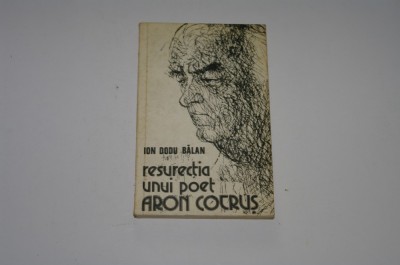 ION DODU BĂLAN
resurecția
unui poet
ARON COTRUȘ